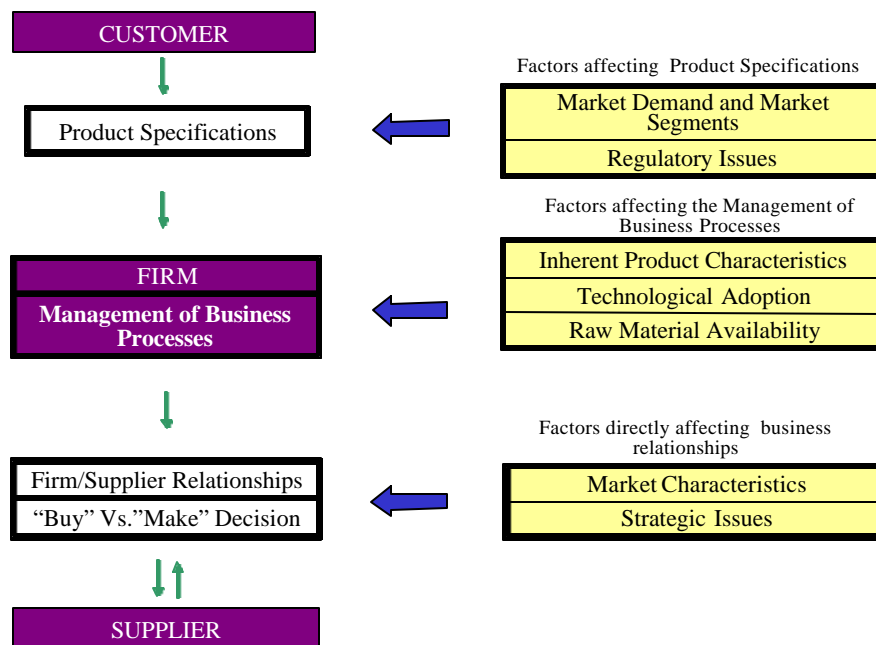 CUSTOMER
Factors affecting Product Specifications
Product Specifications
Market Demand and Market
Segments
Regulatory Issues
Factors affecting the Management of
Business Processes
FIRM
Management of Business
Processes
Inherent Product Characteristics
Technological Adoption
Raw Material Availability
Factors directly affecting business
relationships
Firm/Supplier Relationships
“Buy” Vs.”Make” Decision
Market Characteristics
Strategic Issues
SUPPLIER